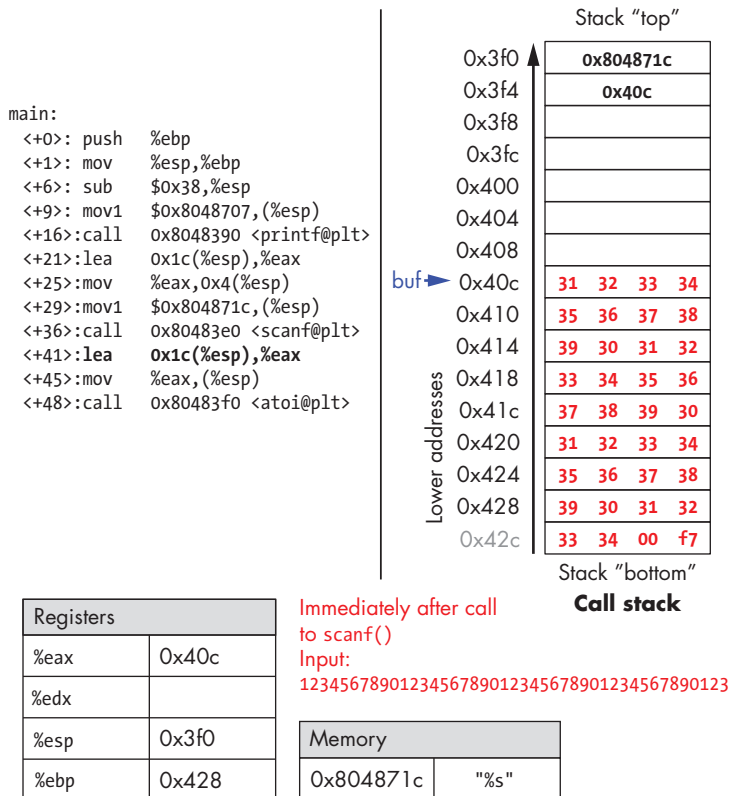 Stack "top"
0x3f0 0x804871c
0x3f4 0x40c
0x3f8
0x3fc
0x400
0x404
0x408
buf 0x40c 31 32 33 34
0x410 35 36 37 38
0x414 39 30 31 32
0x418 33 34 35 36
0x41c 37 38 39 30
0x420 31 32 33 34
0x424 35 36 37 38
0x428 39 30 31 32
0x42c 33 34 00 f7
Lower addresses
Stack "bottom"
Call stack
main:
<+0>: push %ebp
<+1>: mov %esp,%ebp
<+6>: sub $0x38,%esp
<+9>: mov1 $0x8048707,(%esp)
<+16>:call 0x8048390 <printf@plt>
<+21>:lea 0x1c(%esp),%eax
<+25>:mov %eax,0x4(%esp)
<+29>:mov1 $0x804871c,(%esp)
<+36>:call 0x80483e0 <scanf@plt>
<+41>:lea 0x1c(%esp),%eax
<+45>:mov %eax,(%esp)
<+48>:call 0x80483f0 <atoi@plt>
Registers
%eax 0x40c
%edx
%esp 0x3f0
%ebp 0x428
Immediately after call
to scanf()
Input:
1234567890123456789012345678901234567890123
Memory
0x804871c "%s"